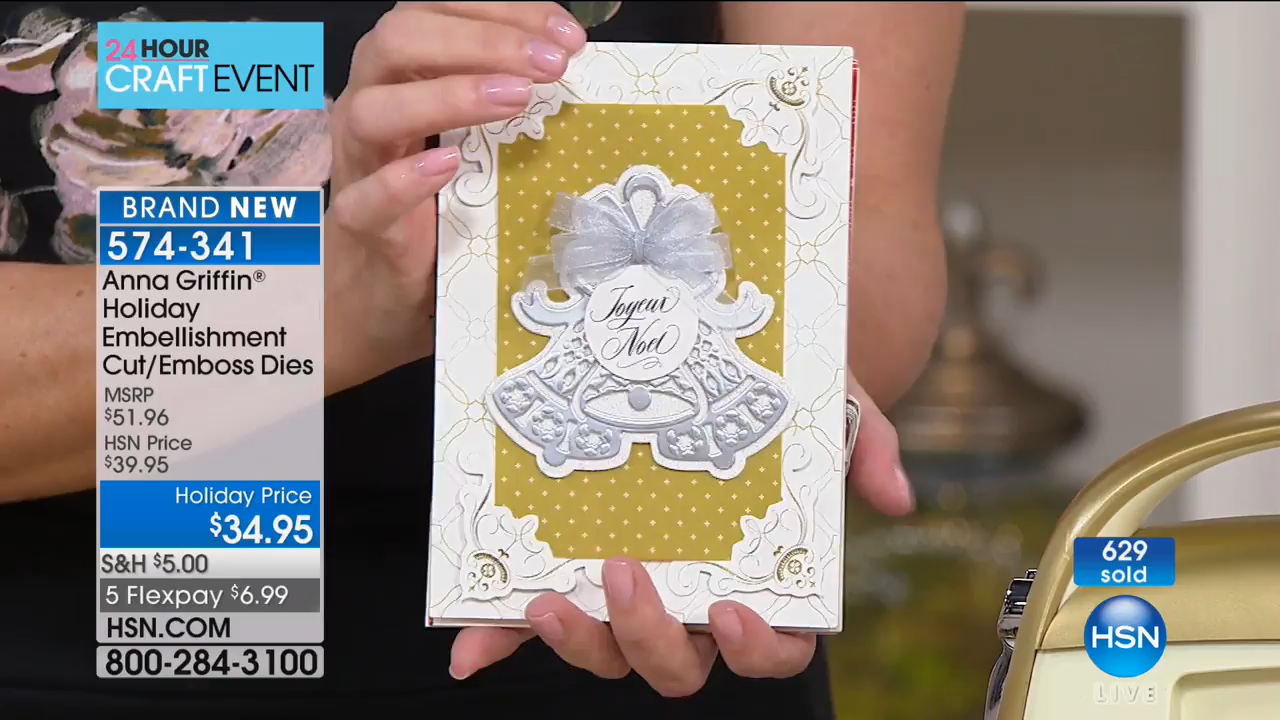 24 HOUR
CRAFT EVENT
BRAND NEW
574-341
Anna Griffin®
Holiday
Embellishment
Cut/Emboss Dies
MSRP
$51.96
HSN Price
$39.95
Holiday Price
$34.95
S&H $5.00
5 Flexpay $6.99
HSN.COM
800-284-3100
Joyeux
Noel
629
sold
HSN
LIVE